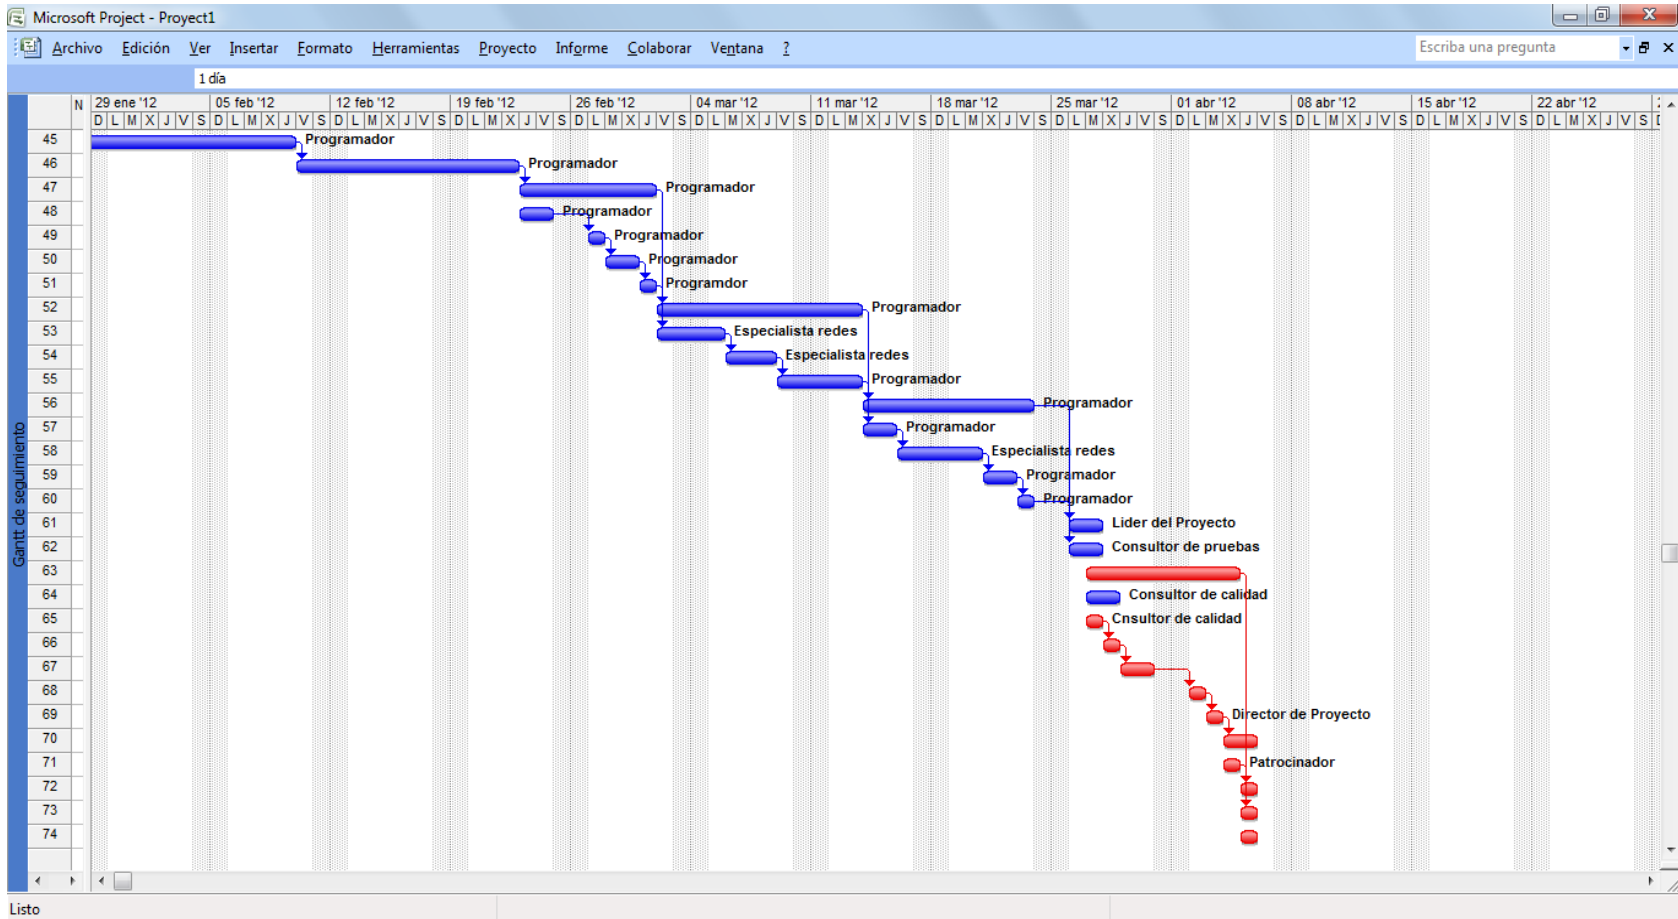 Microsoft Project - Proyect1
Archivo Edición Ver Insertar Formato Herramientas Proyecto Informe Colaborar Ventana ? Escriba una pregunta
1 día
N 29 ene '12 05 feb '12 12 feb '12 19 feb '12 26 feb '12 04 mar '12 11 mar '12 18 mar '12 25 mar '12 01 abr '12 08 abr '12 15 abr '12 22 abr '12
D L M X J V S D L M X J V S D L M X J V S D L M X J V S D L M X J V S D L M X J V S D L M X J V S D L M X J V S D L M X J V S D L M X J V S D L M X J V S D L M X J V S D L M X J V S
45 Programador
46 Programador
47 Programador
48 Programador
49 Programador
50 Programador
51 Programdor
52 Programador
53 Especialista redes
54 Especialista redes
55 Programador
56 Programador
57 Programador
58 Especialista redes
59 Programador
60 Programador
61 Lider del Proyecto
62 Consultor de pruebas
63
64 Consultor de calidad
65 Cnsultor de calidad
66
67
68
69 Director de Proyecto
70
71 Patrocinador
72
73
74
Gantt de seguimiento
Listo